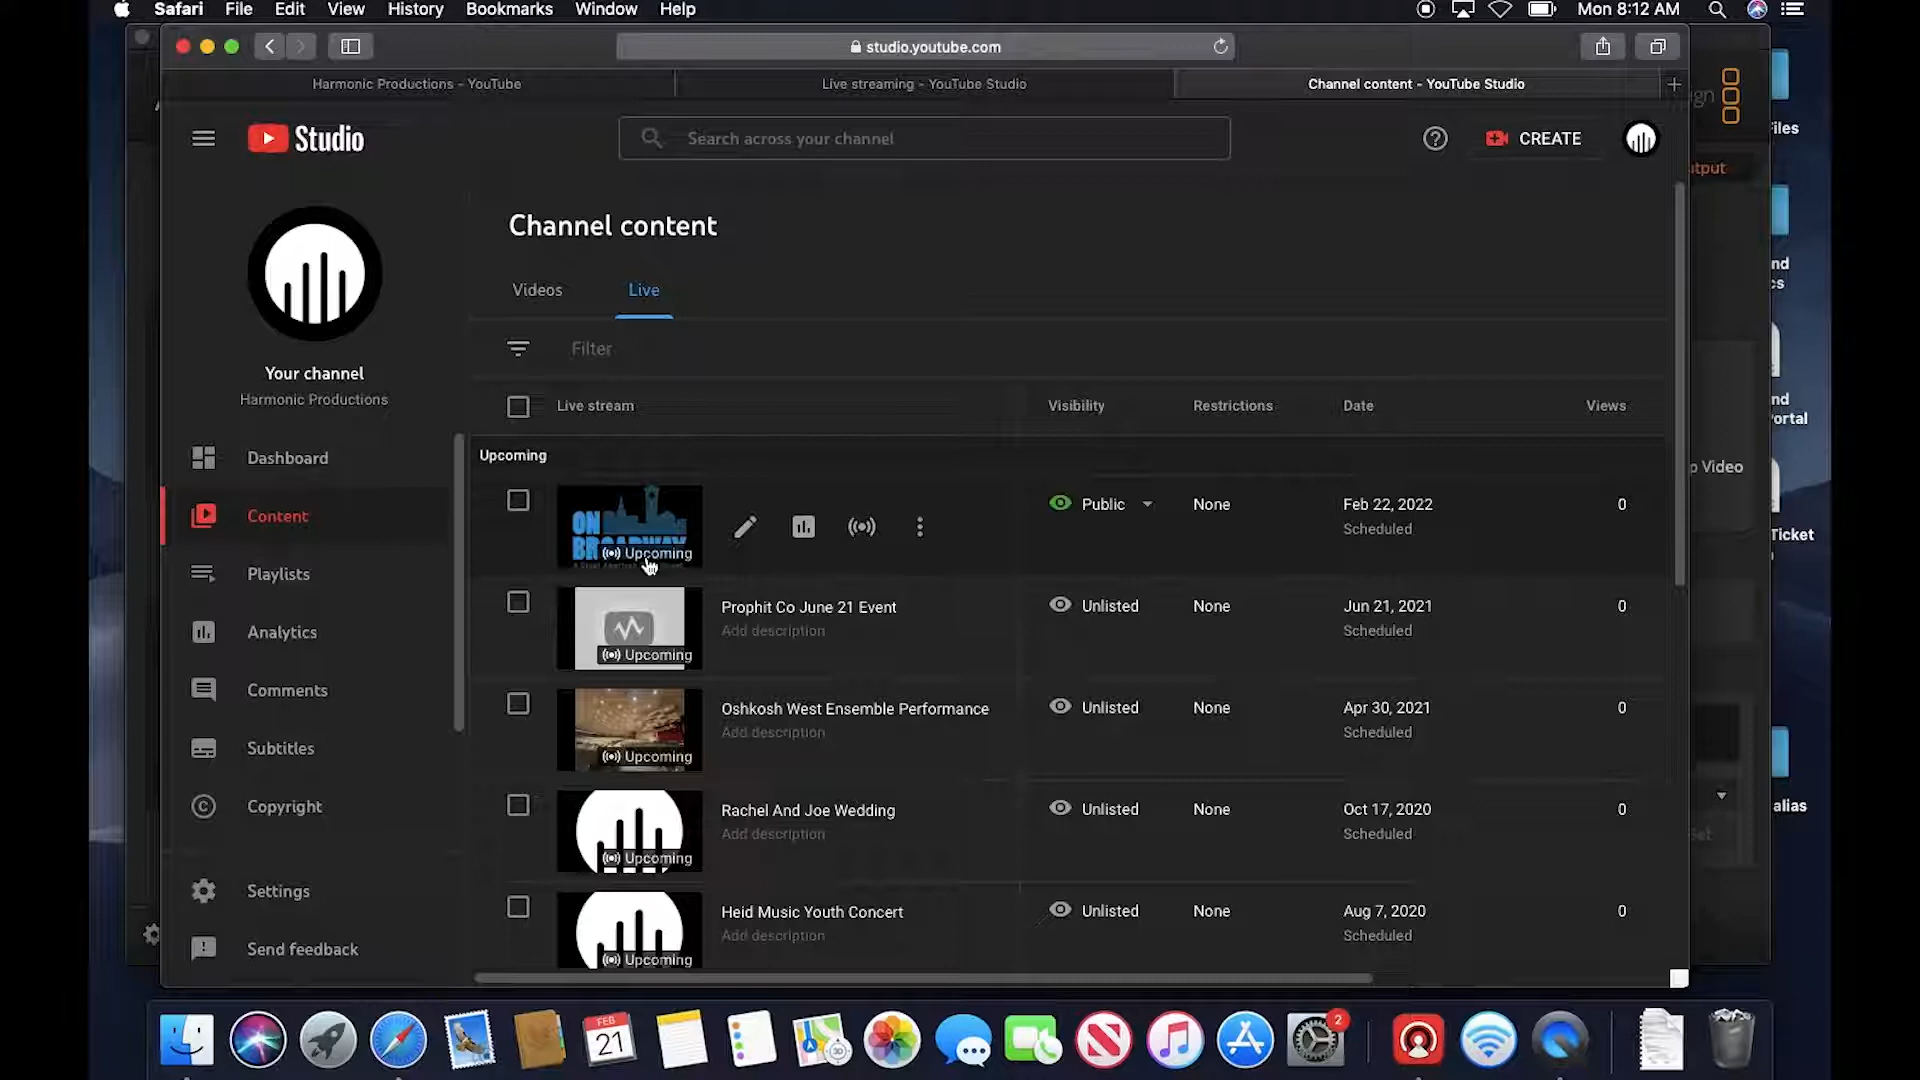 Safari File Edit View History Bookmarks Window Help Mon 8:12 AM
studio.youtube.com
Harmonic Productions - YouTube
Live streaming - YouTube Studio
Channel content - YouTube Studio
Studio
Search across your channel
CREATE
Channel content
Videos
Live
Your channel
Harmonic Productions
Filter
Live stream Visibility Restrictions Date Views
Dashboard
Content
Playlists
Analytics
Comments
Subtitles
Copyright
Settings
Send feedback
Upcoming
ON
Upcoming
Public None Feb 22, 2022 0
Scheduled
Prophit Co June 21 Event Unlisted None Jun 21, 2021 0
Add description Scheduled
Upcoming
Oshkosh West Ensemble Performance Unlisted None Apr 30, 2021 0
Add description Scheduled
Upcoming
Rachel And Joe Wedding Unlisted None Oct 17, 2020 0
Add description Scheduled
Upcoming
Heid Music Youth Concert Unlisted None Aug 7, 2020 0
Add description Scheduled
Upcoming
iles
utput
nd
cs
nd
ortal
p Video
Ticket
alias
FEB
21
2